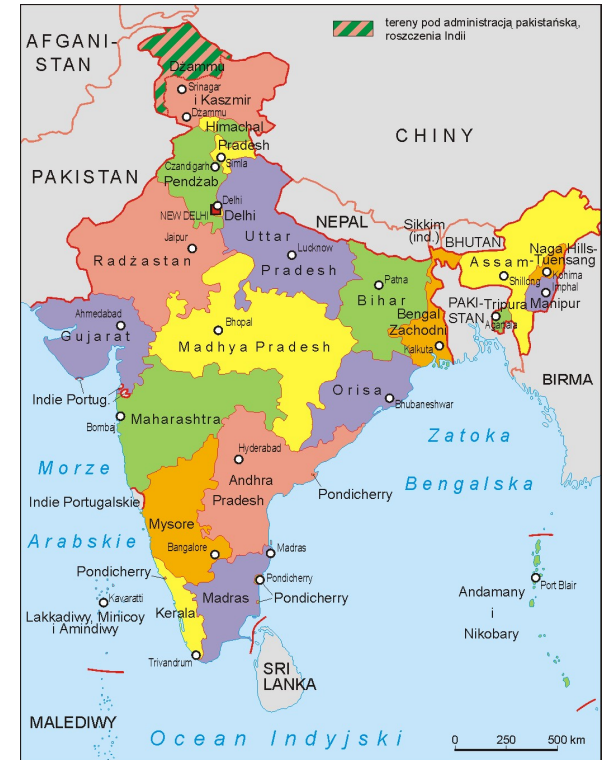 tereny pod administracją pakistańską,
roszczenia Indii
AFGANI-
STAN
Dżammu
Srinagar
i Kaszmir
Dżammu
CHINY
Himachal
Pradesh
Simla
Czandigarh
Pendżab
PAKISTAN
Delhi
NEW DELHI
Delhi
NEPAL
Sikkim
(ind.)
BHUTAN
Naga Hills-
Tuensang
Assam
Kohima
Shillong
Imphal
Jaipur
Radżastan
Uttar
Lucknow
Pradesh
Patna
Bihar
Bengal
Zachodni
Kalkuta
PAKI-
STAN
Tripura
Manipur
Agartala
Ahmedabad
Gujarat
Bhopal
Madhya Pradesh
BIRMA
Indie Portug.
Orisa
Bhubaneshwar
Bombaj
Maharashtra
Zatoka
Bengalska
Hyderabad
Andhra
Pradesh
Pondicherry
Morze
Arabskie
Indie Portugalskie
Mysore
Bangalore
Madras
Pondicherry
Pondicherry
Madras
Pondicherry
Kavaratti
Lakkadiwy, Minicoy
i Amindiwy
Kerala
Trivandrum
Port Blair
Andamany
i
Nikobary
SRI
LANKA
MALEDIWY
Ocean Indyjski
0 250 500 km